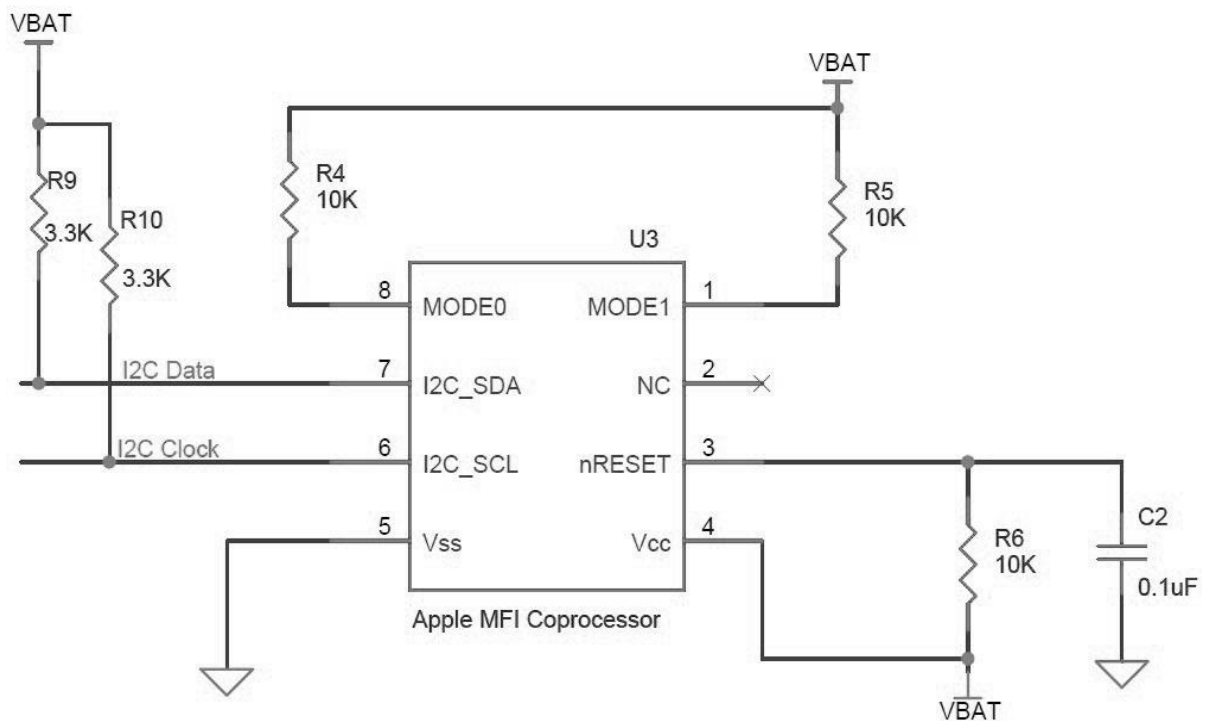 VBAT
VBAT
R9
3.3K
R10
3.3K
R4
10K
R5
10K
U3
8
MODE0
MODE1
1
I2C Data
7
I2C_SDA
NC
2
I2C Clock
6
I2C_SCL
nRESET
3
5
Vss
Vcc
4
R6
10K
C2
0.1uF
Apple MFI Coprocessor
VBAT